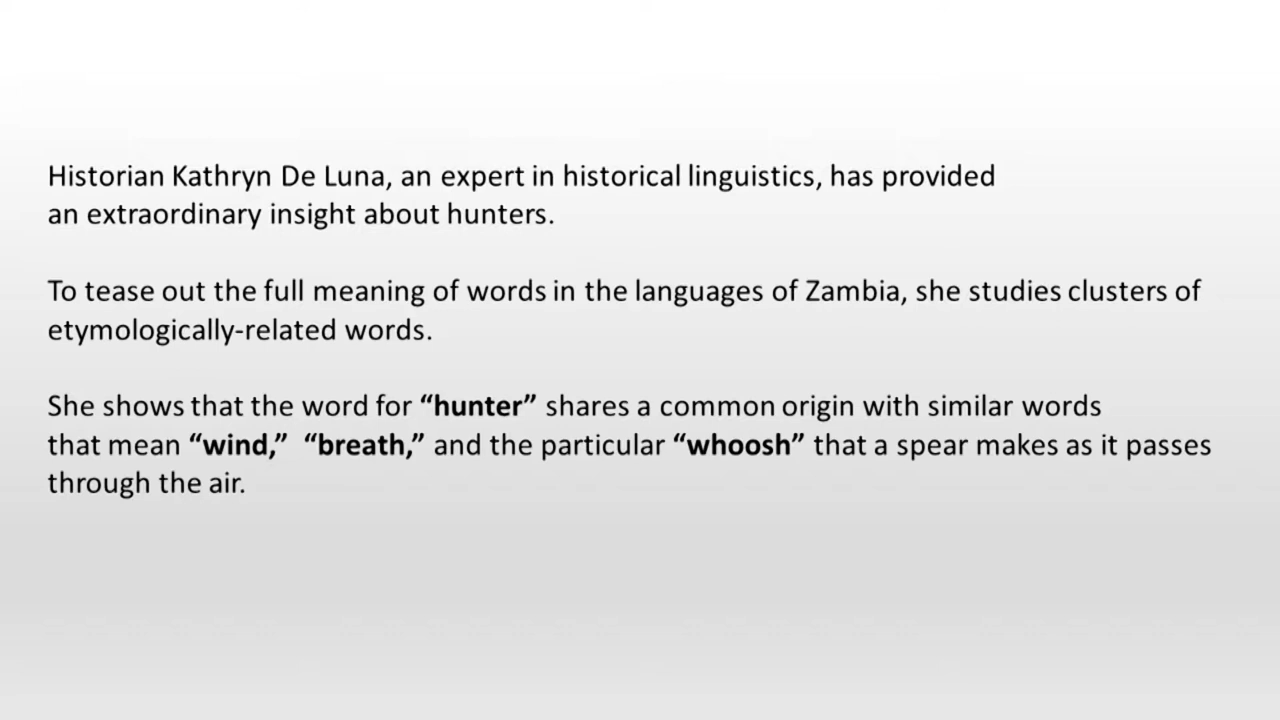 Historian Kathryn De Luna, an expert in historical linguistics, has provided
an extraordinary insight about hunters.
To tease out the full meaning of words in the languages of Zambia, she studies clusters of
etymologically-related words.
She shows that the word for “hunter” shares a common origin with similar words
that mean “wind,” “breath,” and the particular “whoosh” that a spear makes as it passes
through the air.